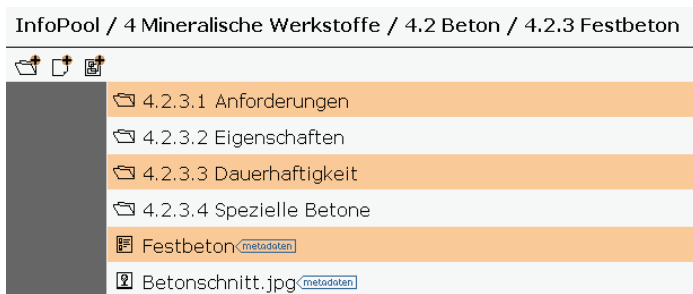 InfoPool / 4 Mineralische Werkstoffe / 4.2 Beton / 4.2.3 Festbeton
4.2.3.1 Anforderungen
4.2.3.2 Eigenschaften
4.2.3.3 Dauerhaftigkeit
4.2.3.4 Spezielle Betone
Festbeton metadaten
Betonschnitt.jpg metadaten